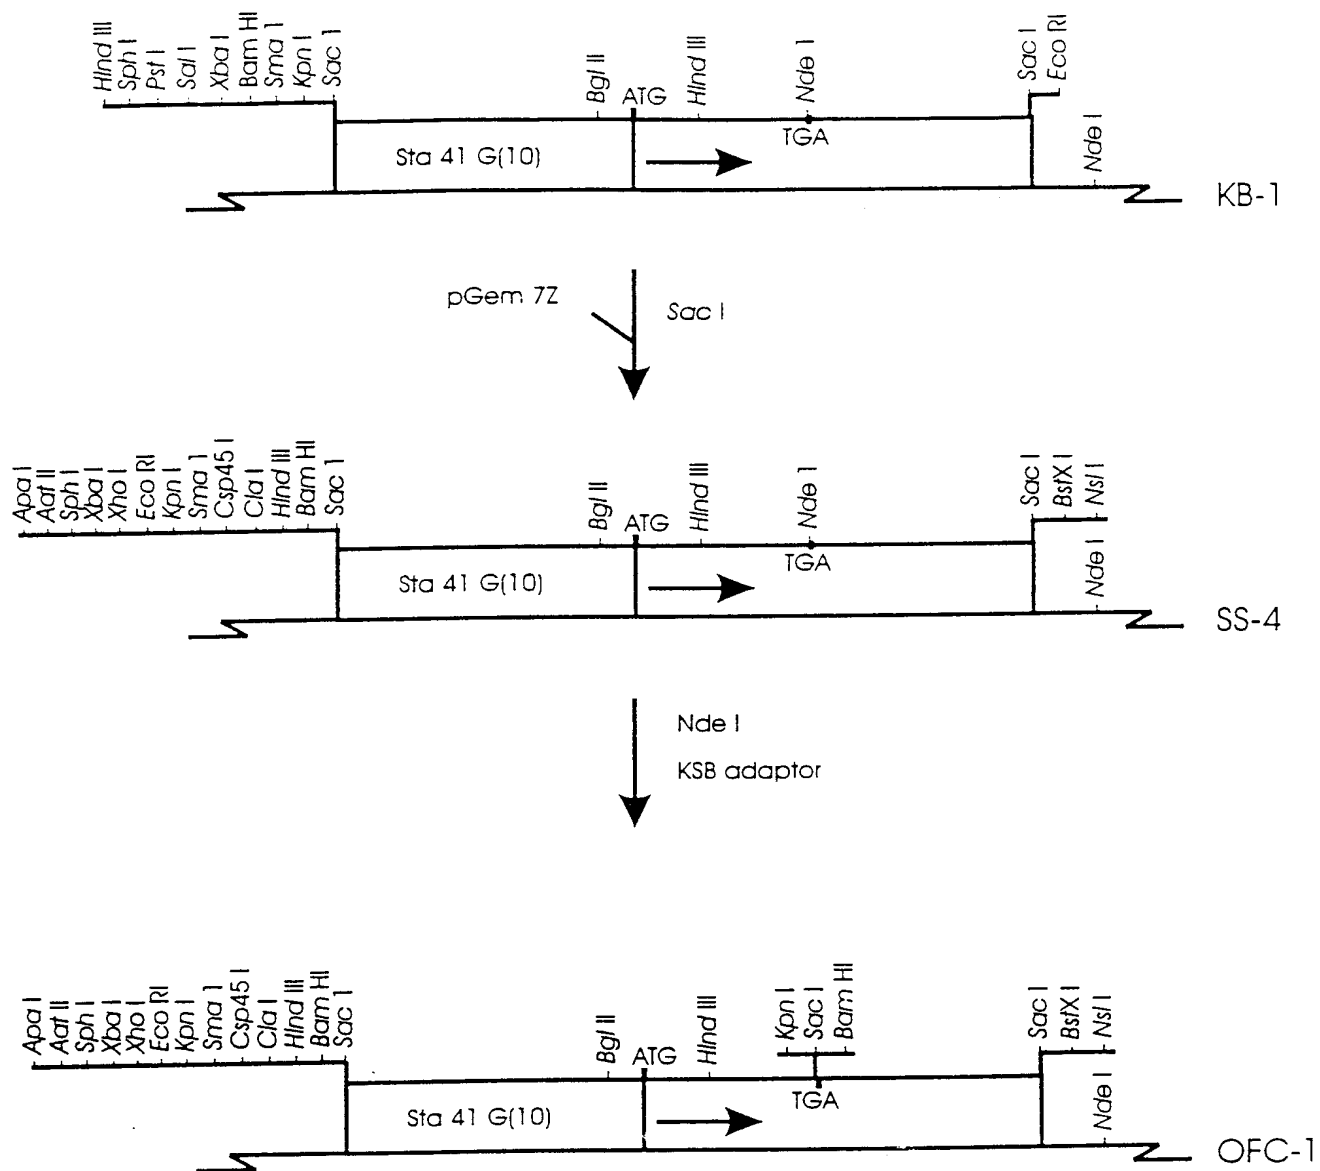 Hind III
Sph I
Pst I
Sal I
Xba I
Bam HI
Sma I
Kpn I
Sac I
Bgl II
ATG
Hind III
Nde I
Sac I
Eco RI
TGA
Sta 41 G(10)
Nde I
KB-1
pGem 7Z
Sac I
Apa I
Aat II
Sph I
Xba I
Xho I
Eco RI
Kpn I
Sma I
Csp45 I
Cla I
Hind III
Bam HI
Sac I
Bgl II
ATG
Hind III
Nde I
Sac I
BstX I
Nsi I
TGA
Sta 41 G(10)
Nde I
SS-4
Nde I
KSB adaptor
Apa I
Aat II
Sph I
Xba I
Xho I
Eco RI
Kpn I
Sma I
Csp45 I
Cla I
Hind III
Bam HI
Sac I
Bgl II
ATG
Hind III
Kpn I
Sac I
Bam HI
Sac I
BstX I
Nsi I
TGA
Sta 41 G(10)
Nde I
OFC-1